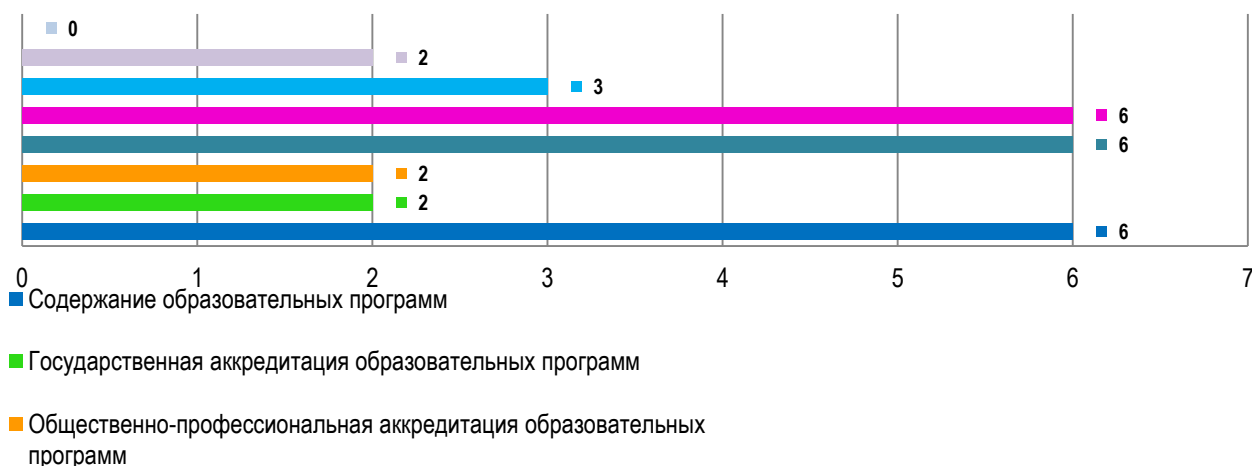 0
2
3
6
6
2
2
6
0 1 2 3 4 5 6 7
Содержание образовательных программ
Государственная аккредитация образовательных программ
Общественно-профессиональная аккредитация образовательных
программ